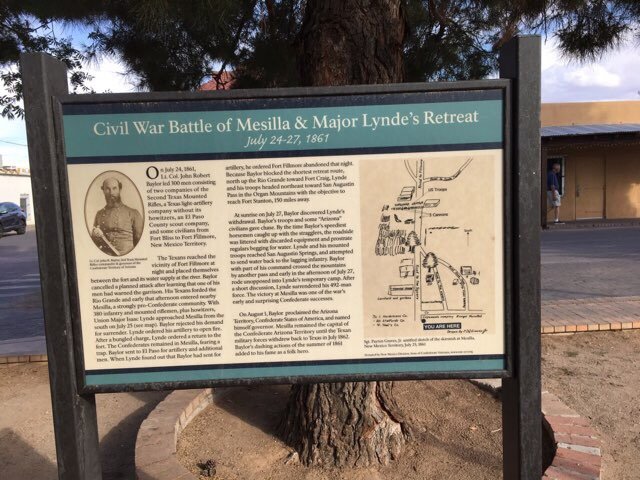 Civil War Battle of Mesilla & Major Lynde's Retreat
July 24-27, 1861
On July 24, 1861,
Lt. Col. John Robert
Baylor led 300 men consisting
of two companies of the
Second Texas Mounted
Rifles, a Texas light-artillery
company without its
howitzers, an El Paso
County scout company,
and some civilians from
Fort Bliss to Fort Fillmore,
New Mexico Territory.
The Texans reached the
vicinity of Fort Fillmore at
night and placed themselves
between the fort and its water supply at the river. Baylor
cancelled a planned attack after learning that one of his
men had warned the garrison. His Texans forded the
Rio Grande and early that afternoon entered nearby
Mesilla, a strongly pro-Confederate community. With
380 infantry and mounted riflemen, plus howitzers,
Union Major Isaac Lynde approached Mesilla from the
south on July 25 (see map). Baylor rejected his demand
for surrender. Lynde ordered his artillery to open fire.
After a bungled charge, Lynde ordered a return to the
fort. The Confederates remained in Mesilla, fearing a
trap. Baylor sent to El Paso for artillery and additional
men. When Lynde found out that Baylor had sent for
artillery, he ordered Fort Fillmore abandoned that night.
Because Baylor blocked the shortest retreat route,
north up the Rio Grande toward Fort Craig, Lynde
and his troops headed northeast toward San Augustin
Pass in the Organ Mountains with the objective to
reach Fort Stanton, 150 miles away.
At sunrise on July 27, Baylor discovered Lynde's
withdrawal. Baylor's troops and some "Arizona"
civilians gave chase. By the time Baylor's speediest
horsemen caught up with the stragglers, the roadside
was littered with discarded equipment and prostrate
regulars begging for water. Lynde and his mounted
troops reached San Augustin Springs, and attempted
to send water back to the lagging infantry. Baylor
with part of his command crossed the mountains
by another pass and early in the afternoon of July 27,
rode unopposed into Lynde's temporary camp. After
a short discussion, Lynde surrendered his 492-man
force. The victory at Mesilla was one of the war's
early and surprising Confederate successes.
On August 1, Baylor proclaimed the Arizona
Territory, Confederate States of America, and named
himself governor. Mesilla remained the capital of
the Confederate Arizona Territory until the Texan
military forces withdrew back to Texas in July 1862.
Baylor's dashing actions of the summer of 1861
added to his fame as a folk hero.
US Troops
YOU ARE HERE
New Mexico Territory, July 25, 1861